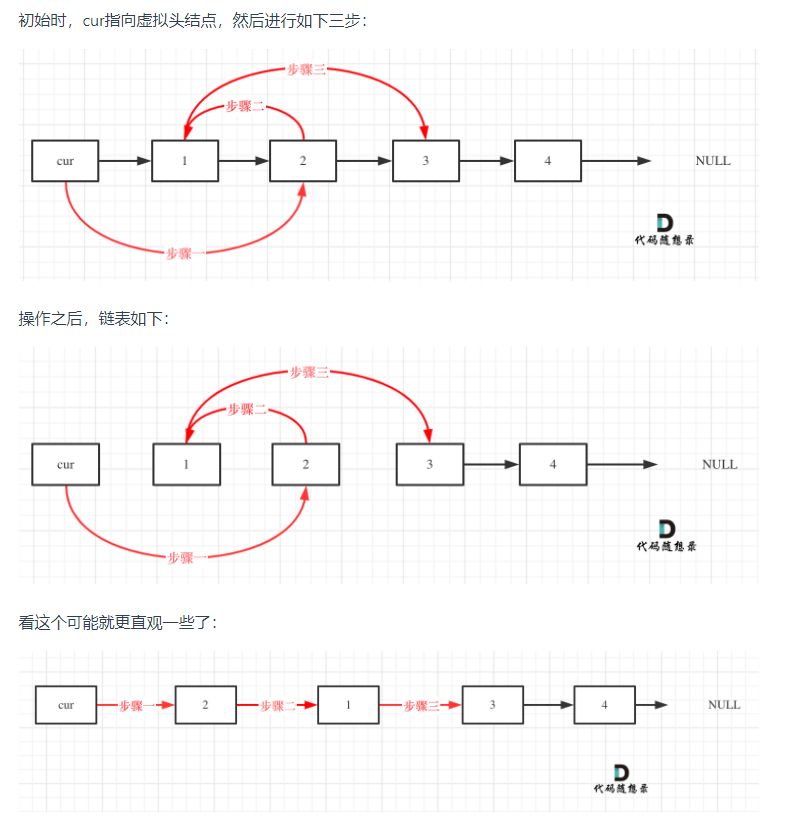 初始时，cur指向虚拟头结点，然后进行如下三步：
步骤三
步骤二
cur
1
2
3
4
NULL
步骤一
D
代码随想录
操作之后，链表如下：
步骤三
步骤二
cur
1
2
3
4
NULL
步骤一
D
代码随想录
看这个可能就更直观一些了：
cur
步骤一
2
步骤二
1
步骤三
3
4
NULL
D
代码随想录